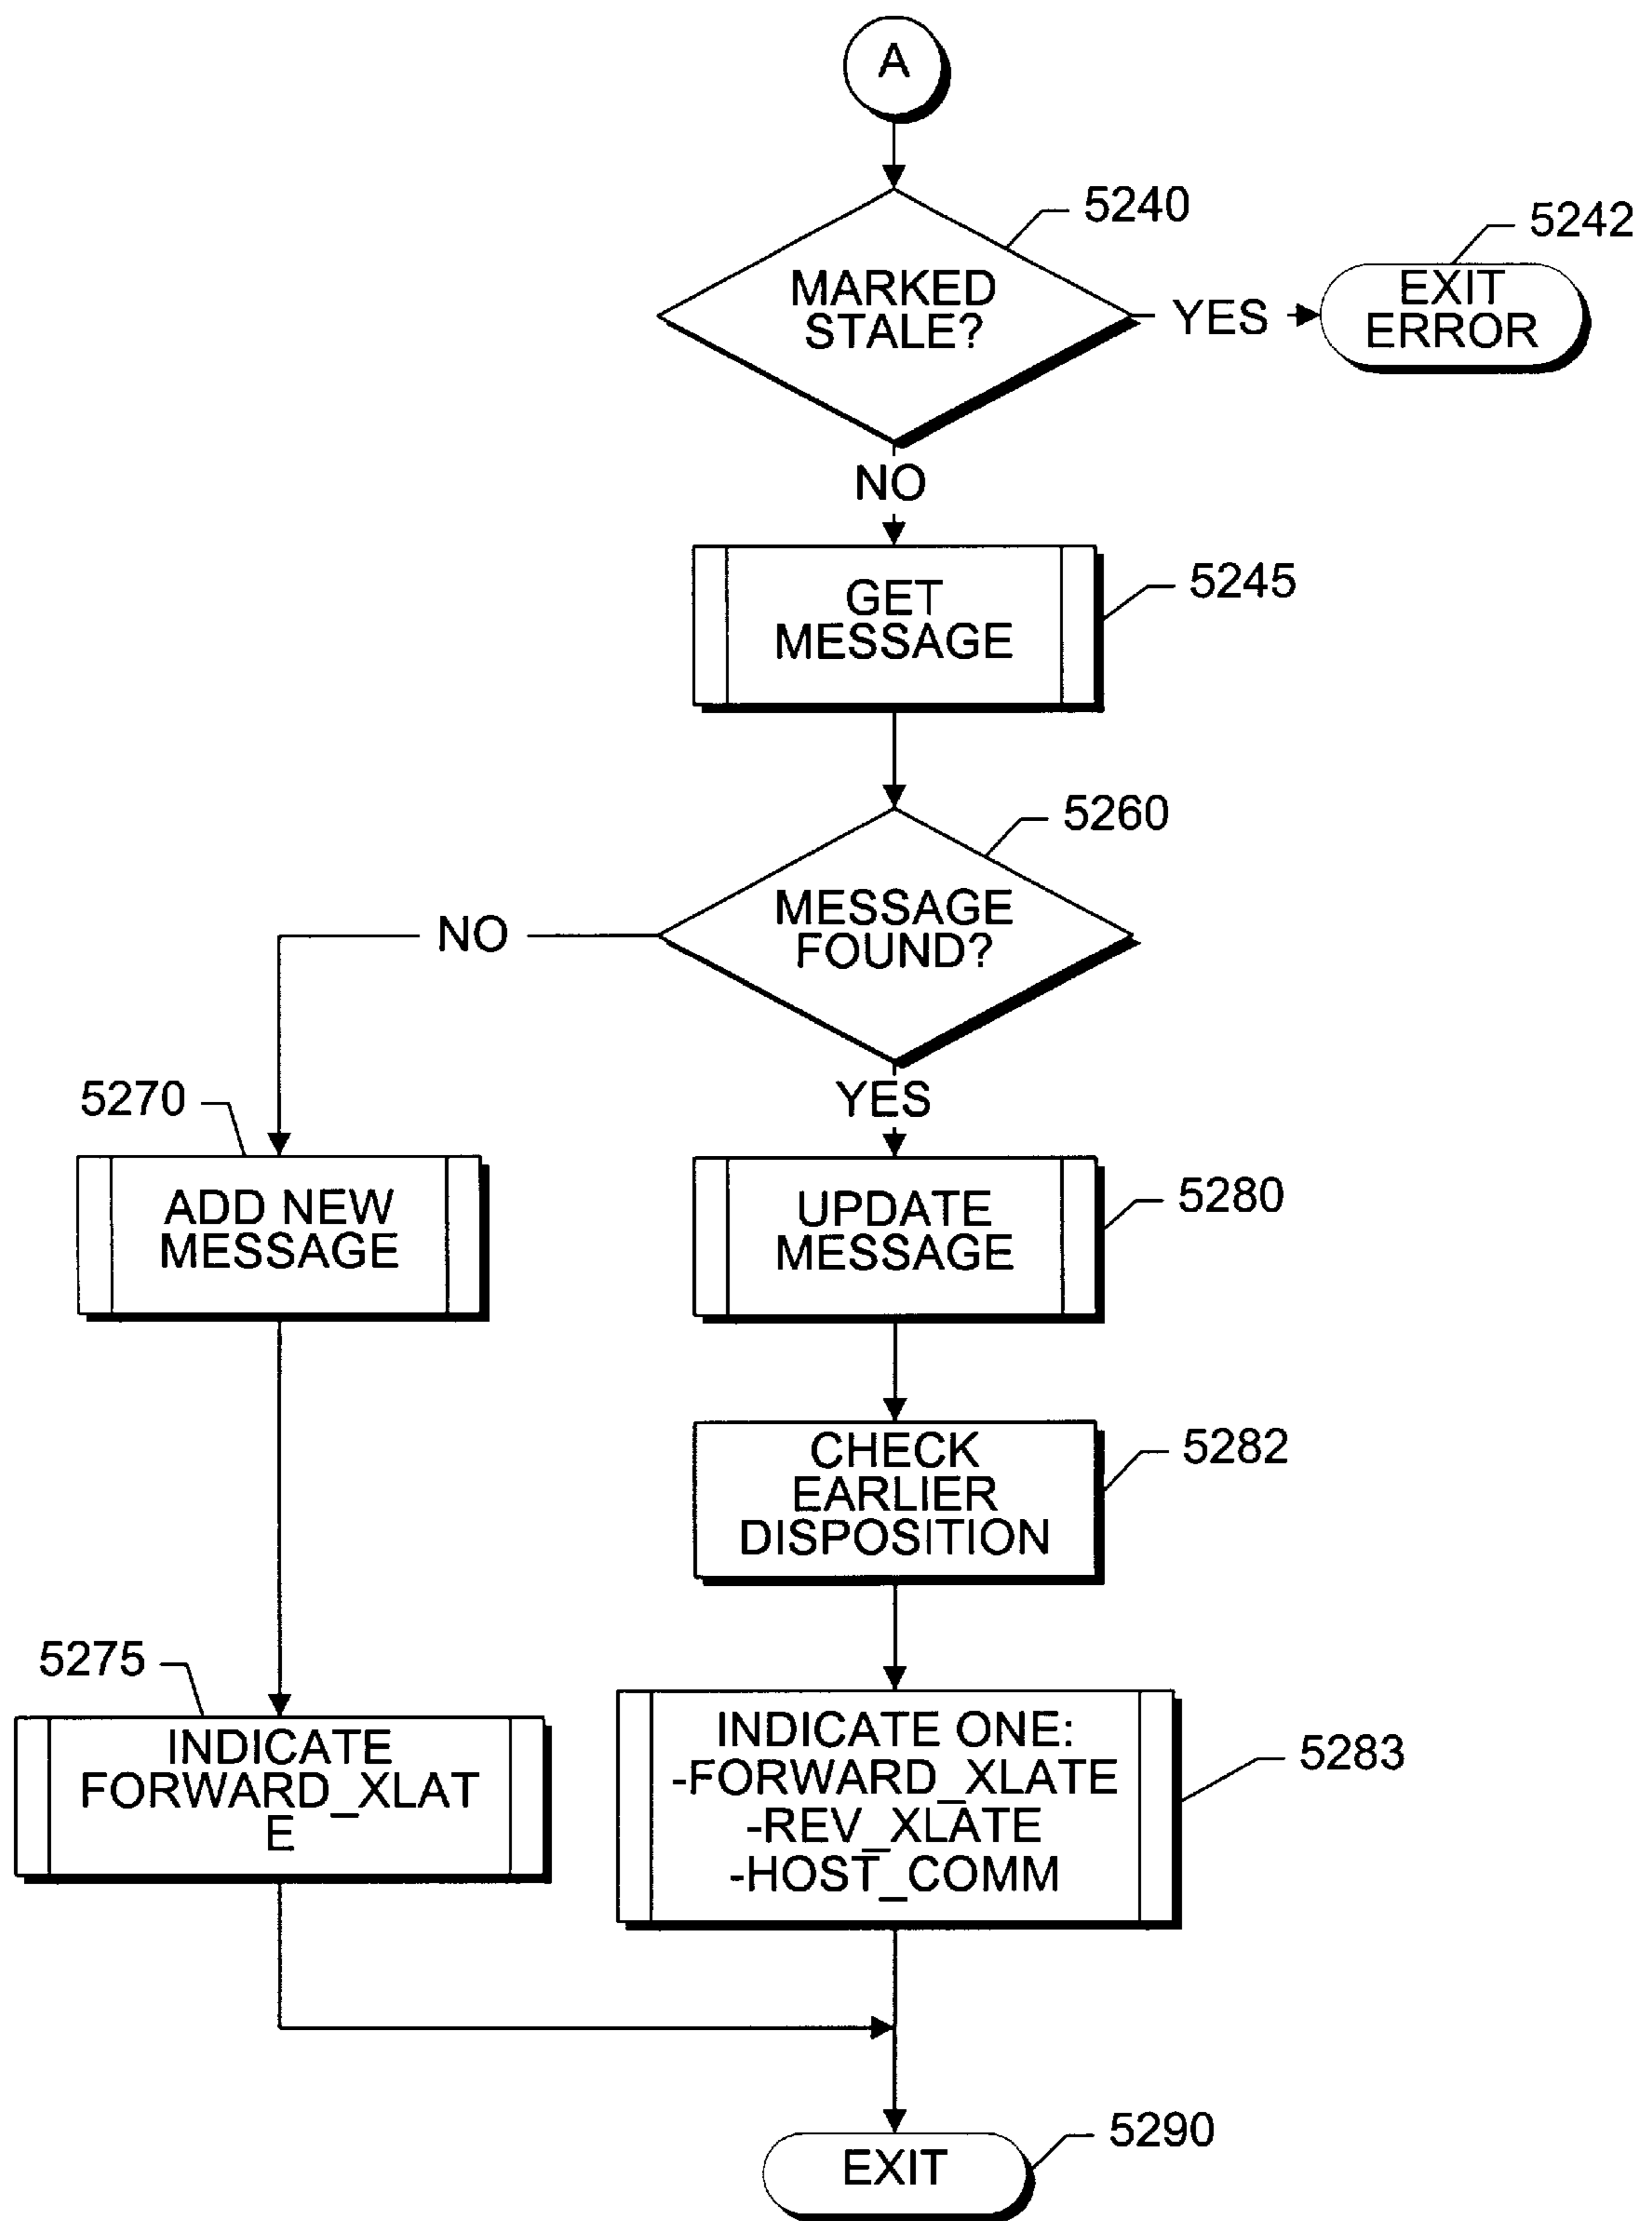 A
5240
MARKED
STALE?
YES
5242
EXIT
ERROR
NO
5245
GET
MESSAGE
5260
MESSAGE
FOUND?
NO
YES
5270
ADD NEW
MESSAGE
5280
UPDATE
MESSAGE
5282
CHECK
EARLIER
DISPOSITION
5275
INDICATE
FORWARD_XLAT
E
5283
INDICATE ONE:
-FORWARD_XLATE
-REV_XLATE
-HOST_COMM
5290
EXIT